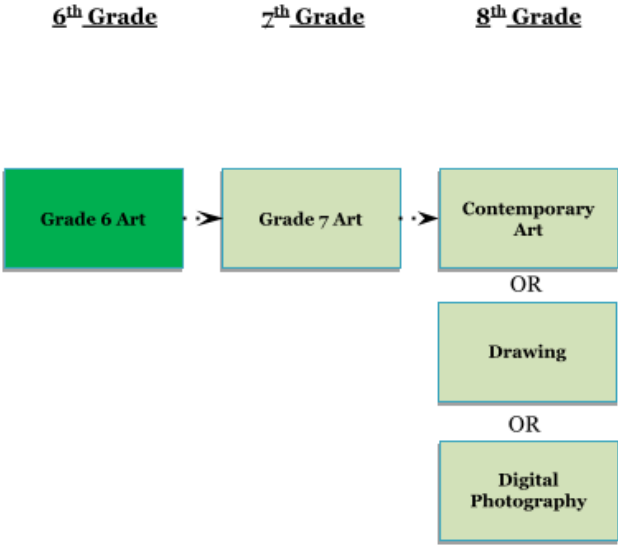 6th Grade
7th Grade
8th Grade
Grade 6 Art
Grade 7 Art
Contemporary
Art
OR
Drawing
OR
Digital
Photography